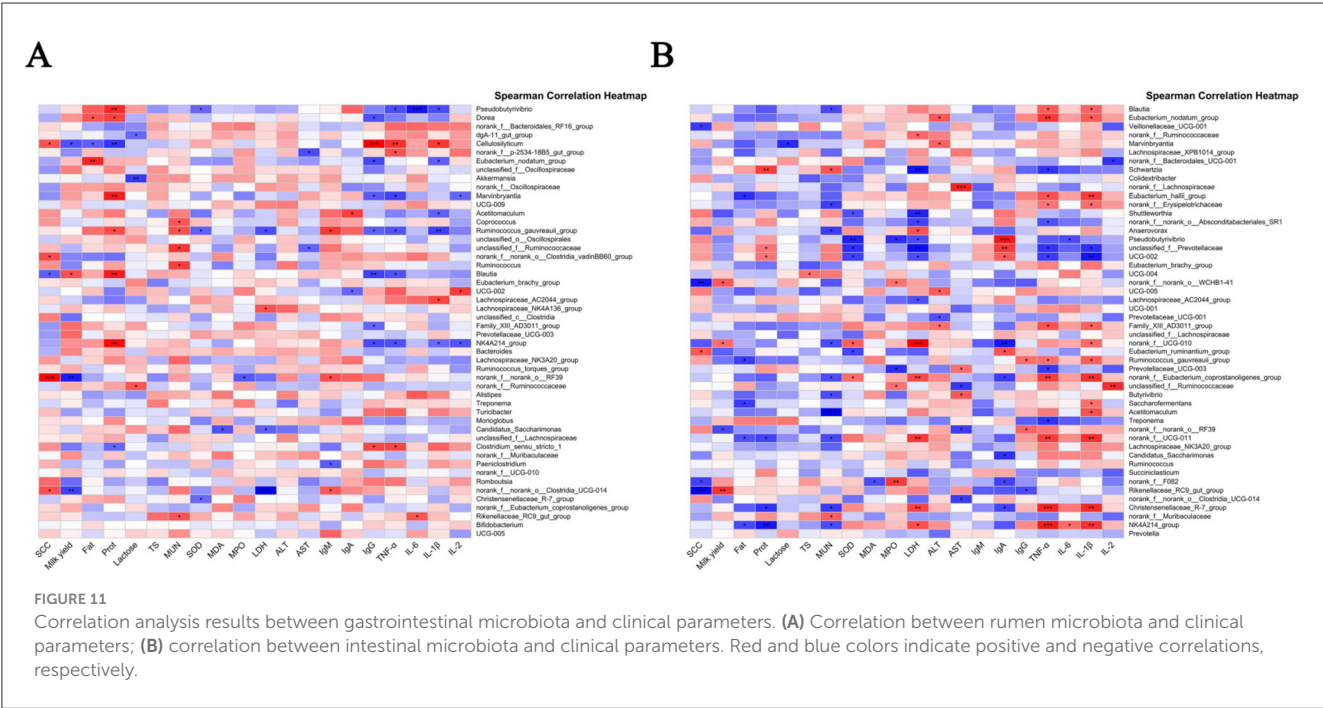 A
Spearman Correlation Heatmap
Pseudobutyrivibrio
Dorea
norank_f__Bacteroidales_RF16_group
dgA-11_gut_group
Cellulosilyticum
norank_f__p-2534-18B5_gut_group
Eubacterium_nodatum_group
unclassified_f__Oscillospiraceae
Akkermansia
norank_f__Oscillospiraceae
Marvinbryantia
UCG-009
Acetitomaculum
Coprococcus
Ruminococcus_gauvreauii_group
unclassified_o__Oscillospirales
unclassified_f__Ruminococcaceae
norank_f__norank_o__Clostridia_vadinBB60_group
Ruminococcus
Blautia
Eubacterium_brachy_group
UCG-002
Lachnospiraceae_AC2044_group
Lachnospiraceae_NK4A136_group
unclassified_c__Clostridia
Family_XIII_AD3011_group
Prevotellaceae_UCG-003
NK4A214_group
Bacteroides
Lachnospiraceae_NK3A20_group
Ruminococcus_torques_group
norank_f__norank_o__RF39
norank_f__Ruminococcaceae
Alistipes
Treponema
Turicibacter
Monoglobus
Candidatus_Saccharimonas
unclassified_f__Lachnospiraceae
Clostridium_sensu_stricto_1
norank_f__Muribaculaceae
Paeniclostridium
norank_f__UCG-010
Romboutsia
norank_f__norank_o__Clostridia_UCG-014
Christensenellaceae_R-7_group
norank_f__Eubacterium_coprostanoligenes_group
Rikenellaceae_RC9_gut_group
Bifidobacterium
UCG-005
SCC
Milk yield
Fat
Prot
Lactose
TS
MUN
SOD
MDA
MPO
LDH
ALT
AST
IgM
IgA
IgG
TNF-α
IL-6
IL-1β
IL-2
B
Spearman Correlation Heatmap
Blautia
Eubacterium_nodatum_group
Veillonellaceae_UCG-001
norank_f__Ruminococcaceae
Marvinbryantia
Lachnospiraceae_XPB1014_group
norank_f__Bacteroidales_UCG-001
Schwartzia
Colidextribacter
norank_f__Lachnospiraceae
Eubacterium_hallii_group
norank_f__Erysipelotrichaceae
Shuttleworthia
norank_f__norank_o__Absconditabacteriales_SR1
Anaerovorax
Pseudobutyrivibrio
unclassified_f__Prevotellaceae
UCG-002
Eubacterium_brachy_group
UCG-004
norank_f__norank_o__WCHB1-41
UCG-005
Lachnospiraceae_AC2044_group
UCG-001
Prevotellaceae_UCG-001
Family_XIII_AD3011_group
unclassified_f__Lachnospiraceae
norank_f__UCG-010
Eubacterium_ruminantium_group
Ruminococcus_gauvreauii_group
Prevotellaceae_UCG-003
norank_f__Eubacterium_coprostanoligenes_group
unclassified_f__Ruminococcaceae
Butyrivibrio
Saccharofermentans
Acetitomaculum
Treponema
norank_f__norank_o__RF39
norank_f__UCG-011
Lachnospiraceae_NK3A20_group
Candidatus_Saccharimonas
Ruminococcus
Succiniclasticum
norank_f__F082
Rikenellaceae_RC9_gut_group
norank_f__norank_o__Clostridia_UCG-014
Christensenellaceae_R-7_group
norank_f__Muribaculaceae
NK4A214_group
Prevotella
SCC
Milk yield
Fat
Prot
Lactose
TS
MUN
SOD
MDA
MPO
LDH
ALT
AST
IgM
IgA
IgG
TNF-α
IL-6
IL-1β
IL-2
FIGURE 11
Correlation analysis results between gastrointestinal microbiota and clinical parameters. (A) Correlation between rumen microbiota and clinical
parameters; (B) correlation between intestinal microbiota and clinical parameters. Red and blue colors indicate positive and negative correlations,
respectively.